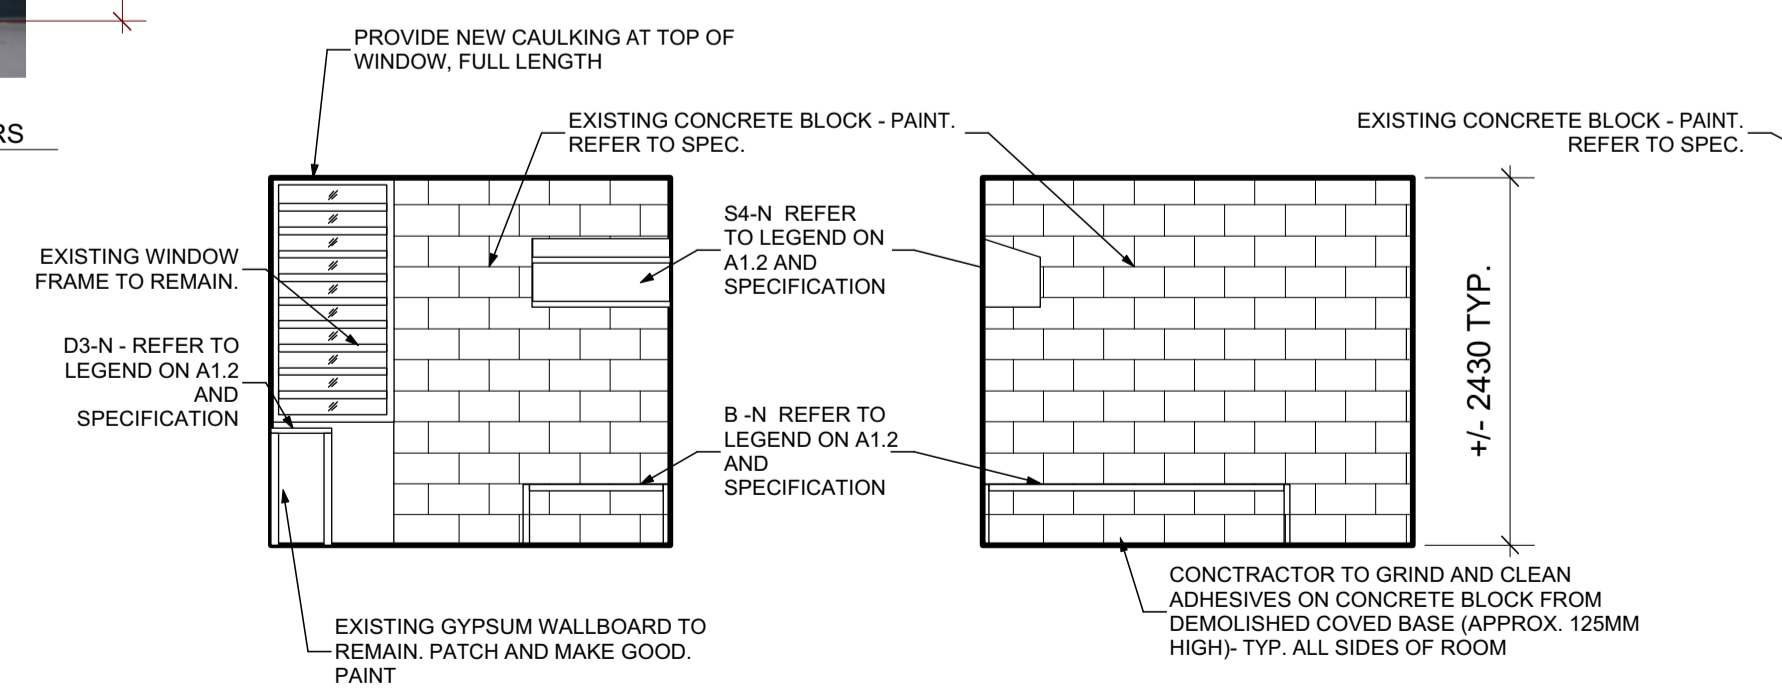 RS
PROVIDE NEW CAULKING AT TOP OF
WINDOW, FULL LENGTH
EXISTING CONCRETE BLOCK - PAINT.
REFER TO SPEC.
EXISTING CONCRETE BLOCK - PAINT.
REFER TO SPEC.
EXISTING WINDOW
FRAME TO REMAIN.
S4-N REFER
TO LEGEND ON
A1.2 AND
SPECIFICATION
D3-N - REFER TO
LEGEND ON A1.2
AND
SPECIFICATION
B -N REFER TO
LEGEND ON A1.2
AND
SPECIFICATION
+/- 2430 TYP.
EXISTING GYPSUM WALLBOARD TO
REMAIN. PATCH AND MAKE GOOD.
PAINT
CONCTRACTOR TO GRIND AND CLEAN
ADHESIVES ON CONCRETE BLOCK FROM
DEMOLISHED COVED BASE (APPROX. 125MM
HIGH)- TYP. ALL SIDES OF ROOM